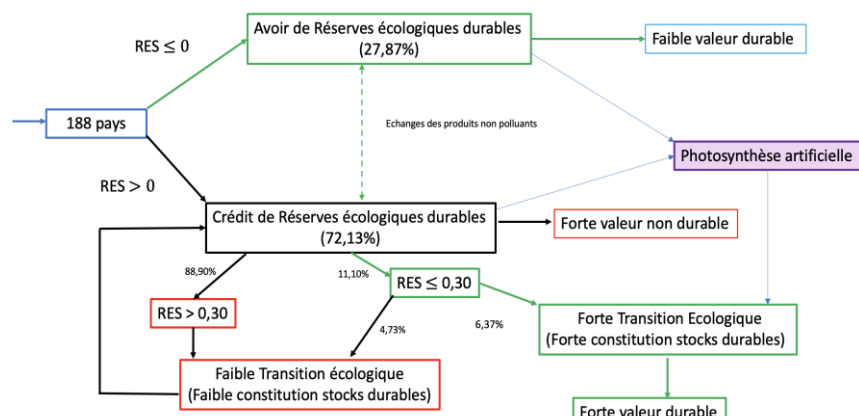 Avoir de Réserves écologiques durables
(27,87%)
Faible valeur durable
RES ≤ 0
188 pays
Echanges des produits non polluants
Photosynthèse artificielle
RES > 0
Crédit de Réserves écologiques durables
(72,13%)
Forte valeur non durable
88,90%
11,10%
RES ≤ 0,30
RES > 0,30
4,73%
6,37%
Forte Transition Ecologique
(Forte constitution stocks durables)
Faible Transition écologique
(Faible constitution stocks durables)
Forte valeur durable